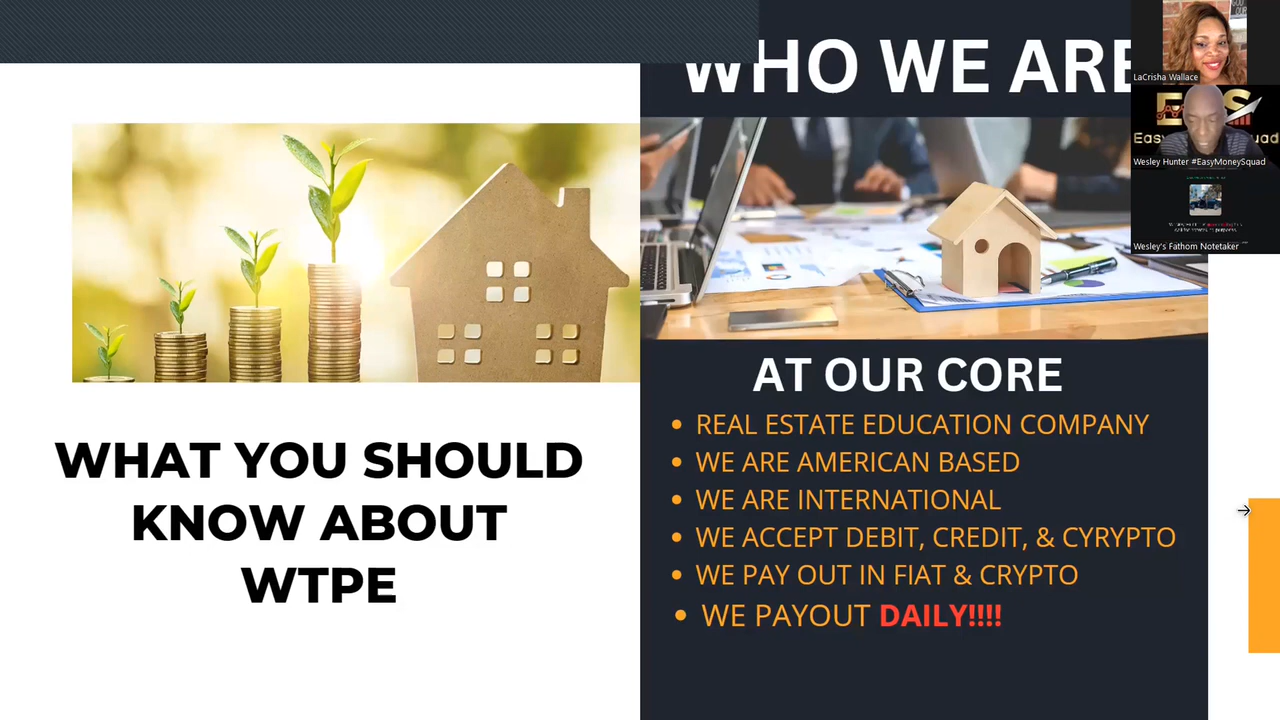 WHO WE ARE
LaCrisha Wallace
Wesley Hunter #EasyMoneySquad
Wesley's Fathom Notetaker
AT OUR CORE
REAL ESTATE EDUCATION COMPANY
WE ARE AMERICAN BASED
WE ARE INTERNATIONAL
WE ACCEPT DEBIT, CREDIT, & CYRYPTO
WE PAY OUT IN FIAT & CRYPTO
WE PAYOUT DAILY!!!!
WHAT YOU SHOULD
KNOW ABOUT
WTPE